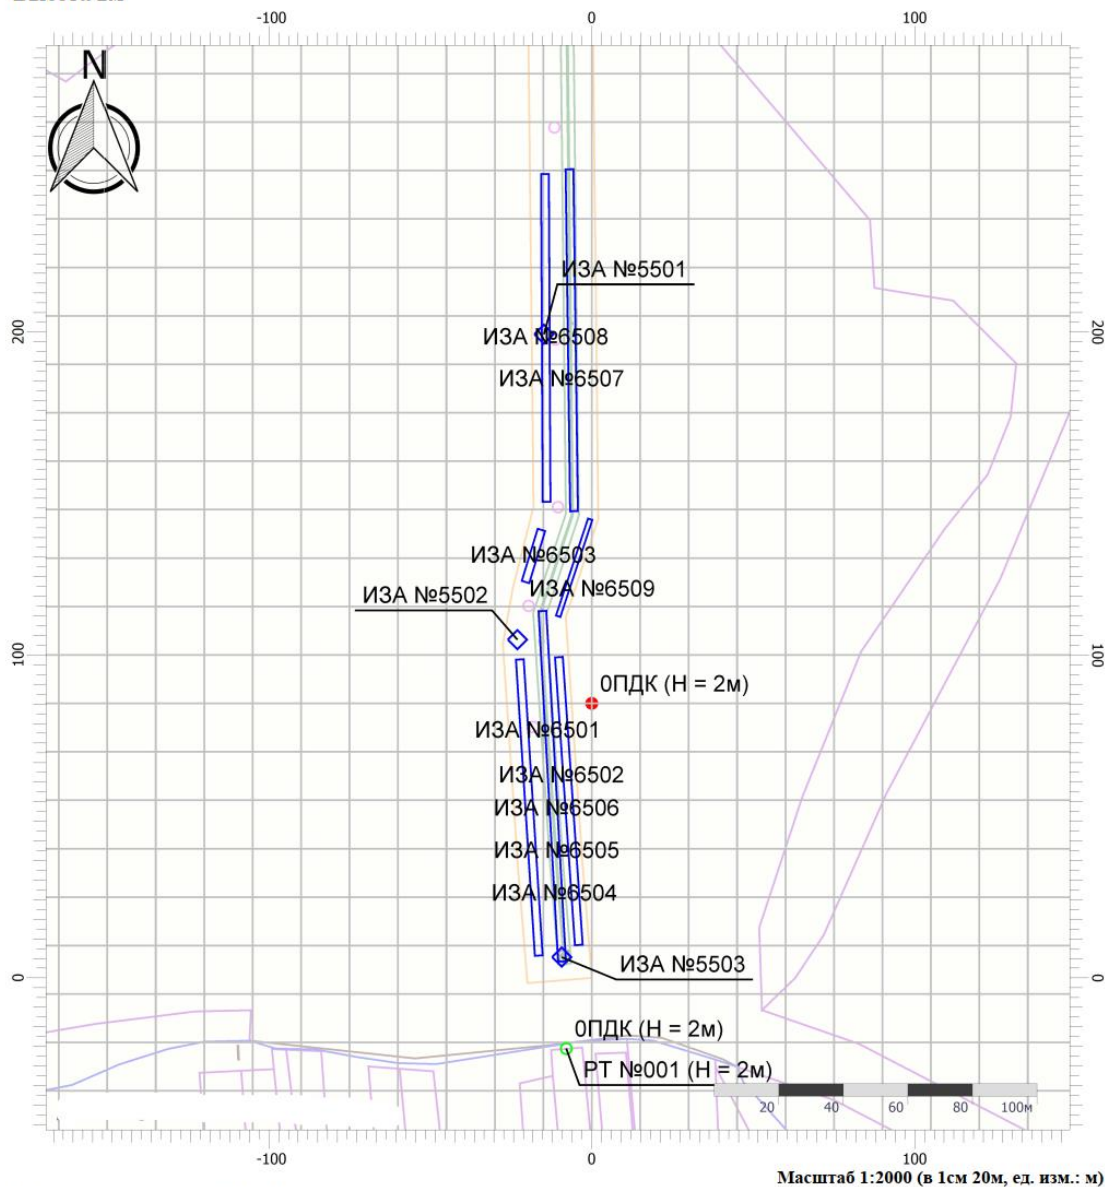 -100 0 100
N
ИЗА №5501
200 200
ИЗА №6508
ИЗА №6507
ИЗА №6503
ИЗА №6509
ИЗА №5502
100 100
0ПДК (H = 2м)
ИЗА №6501
ИЗА №6502
ИЗА №6506
ИЗА №6505
ИЗА №6504
ИЗА №5503
0 0
0ПДК (H = 2м)
РТ №001 (H = 2м)
20 40 60 80 100м
-100 0 100
Масштаб 1:2000 (в 1см 20м, ед. изм.: м)